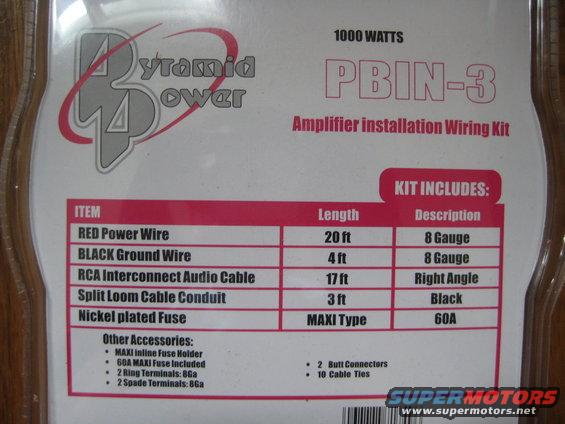 1000 WATTS
Pyramid
Power
PBIN-3
Amplifier installation Wiring Kit
KIT INCLUDES:
ITEM Length Description
RED Power Wire 20 ft 8 Gauge
BLACK Ground Wire 4 ft 8 Gauge
RCA Interconnect Audio Cable 17 ft Right Angle
Split Loom Cable Conduit 3 ft Black
Nickel plated Fuse MAXI Type 60A
Other Accessories:
• MAXI inline Fuse Holder
• 60A MAXI Fuse Included
• 2 Ring Terminals: 8Ga
• 2 Spade Terminals: 8Ga
• 2 Butt Connectors
• 10 Cable Ties
SUPERMOTORS
www.supermotors.net